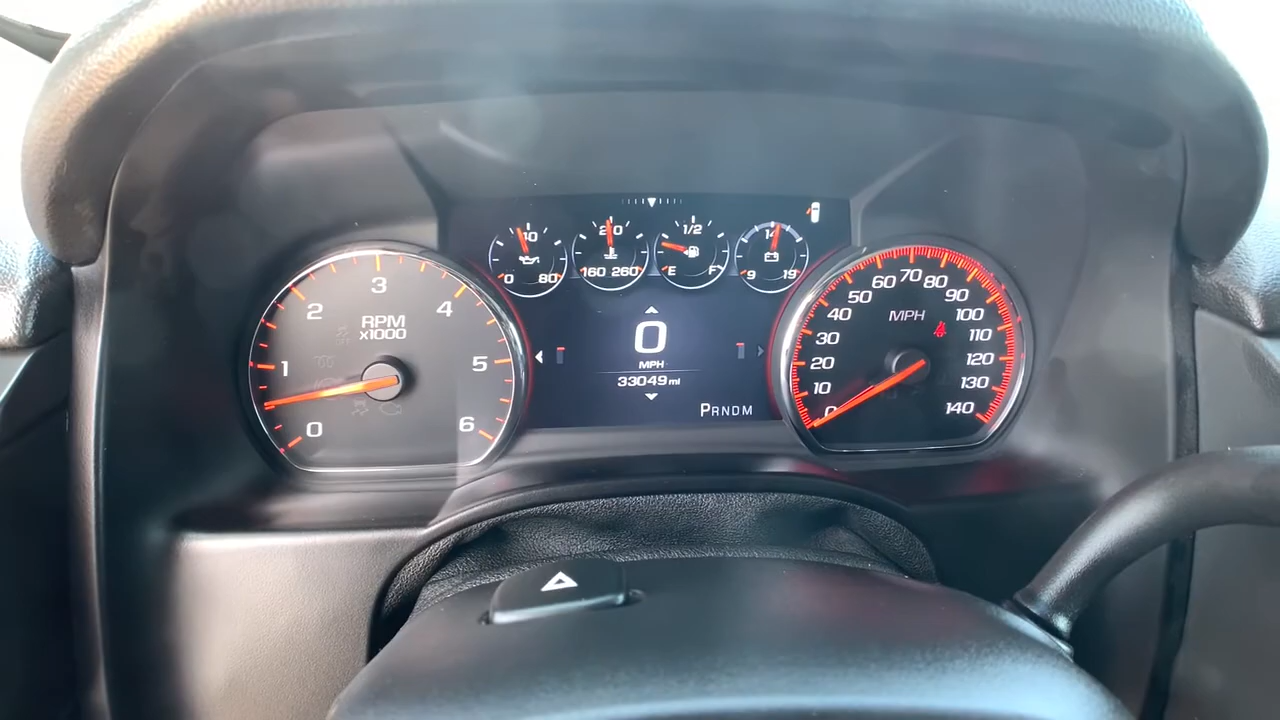 40 210 1/2 14
0 80 160 260 E F 9 19
0 1 2 3 4 5 6
RPM
x1000
0
MPH
33049 mi
PRNDM
MPH
0 10 20 30 40 50 60 70 80 90 100 110 120 130 140